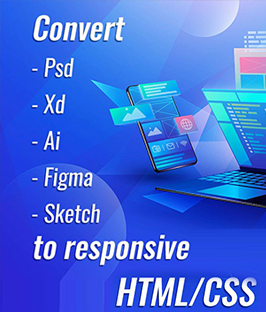 Convert
- Psd
- Xd
- Ai
- Figma
- Sketch
to responsive
HTML/CSS